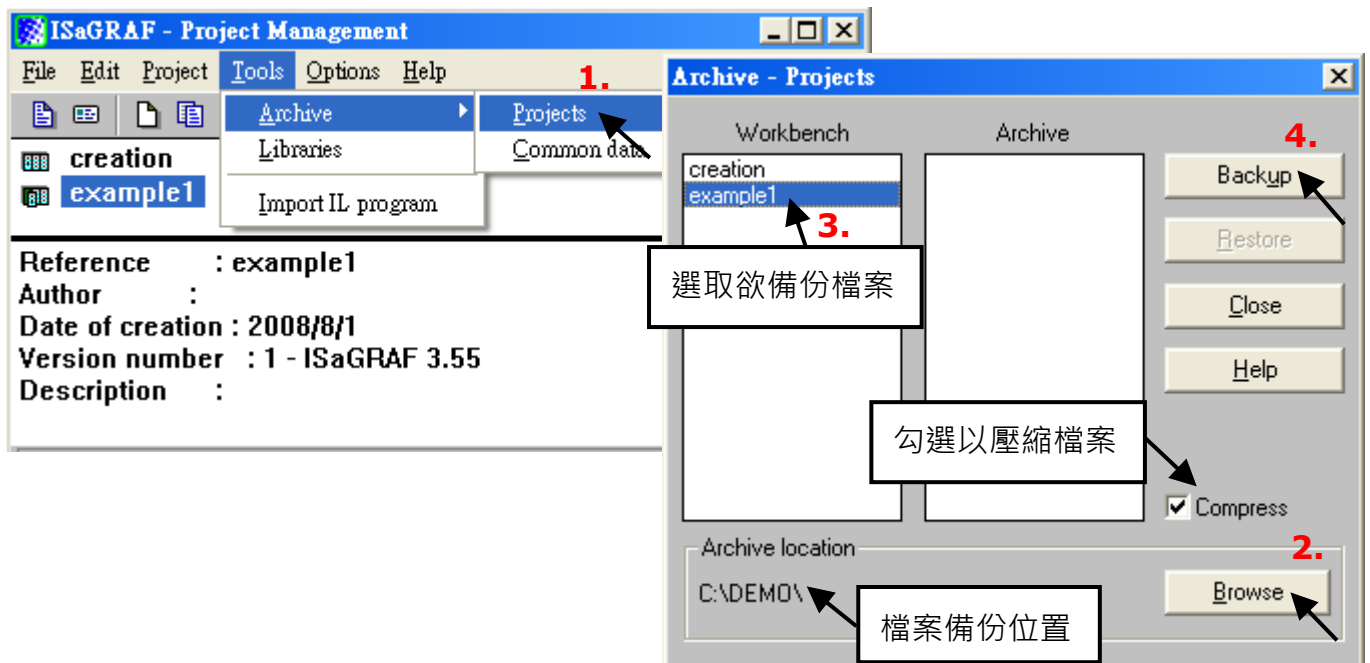 ISaGRAF - Project Management
File Edit Project Tools Options Help
1.
Archive
Projects
Libraries
Common data
Import IL program
creation
example1
Reference : example1
Author :
Date of creation : 2008/8/1
Version number : 1 - ISaGRAF 3.55
Description :
Archive - Projects
Workbench
Archive
4.
creation
example1
Backup
3.
選取欲備份檔案
Restore
Close
Help
勾選以壓縮檔案
Compress
Archive location
2.
C:\DEMO\
Browse
檔案備份位置